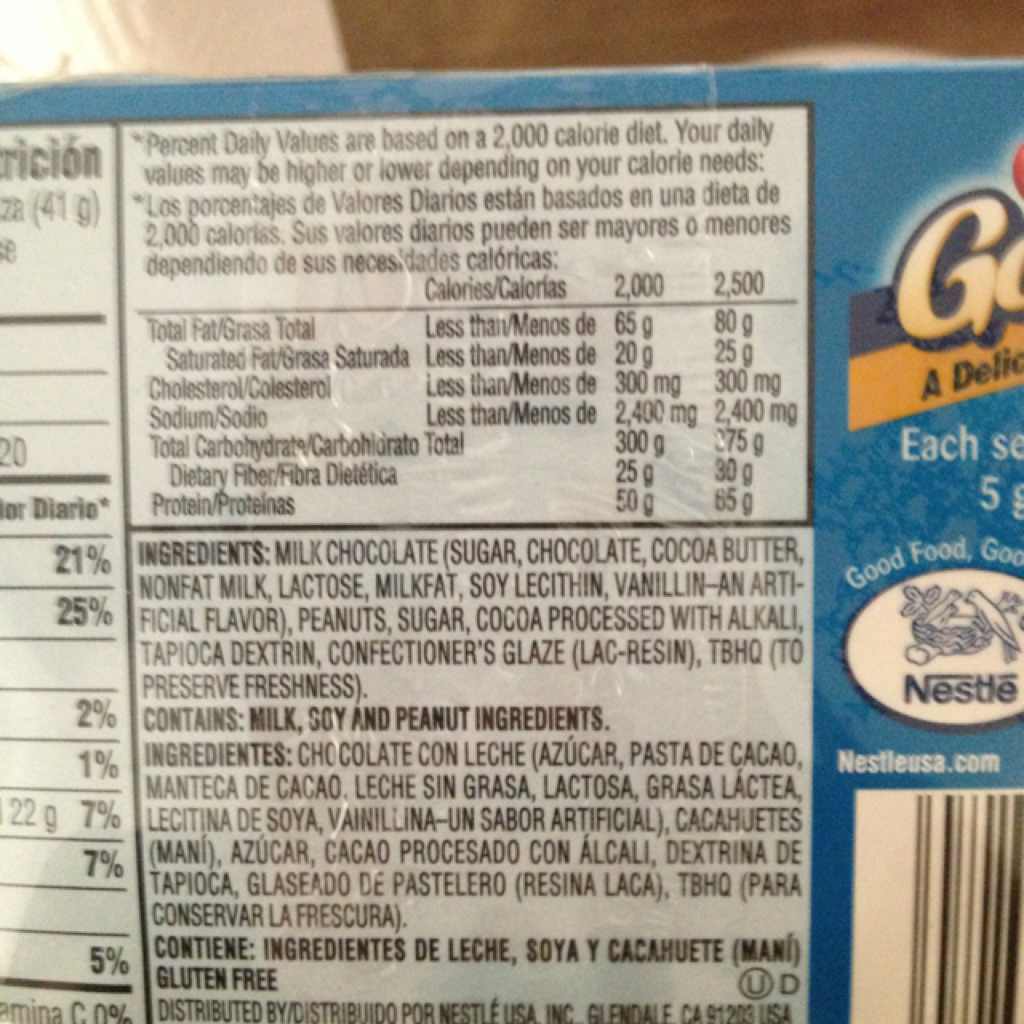 *Percent Daily Values are based on a 2,000 calorie diet. Your daily
values may be higher or lower depending on your calorie needs:
*Los porcentajes de Valores Diarios están basados en una dieta de
2,000 calorías. Sus valores diarios pueden ser mayores o menores
dependiendo de sus necesidades calóricas:
Calories/Calorías 2,000 2,500
Total Fat/Grasa Total Less than/Menos de 65 g 80 g
Saturated Fat/Grasa Saturada Less than/Menos de 20 g 25 g
Cholesterol/Colesterol Less than/Menos de 300 mg 300 mg
Sodium/Sodio Less than/Menos de 2,400 mg 2,400 mg
Total Carbohydrate/Carbohidrato Total 300 g 375 g
Dietary Fiber/Fibra Dietética 25 g 30 g
Protein/Proteínas 50 g 65 g
INGREDIENTS: MILK CHOCOLATE (SUGAR, CHOCOLATE, COCOA BUTTER,
NONFAT MILK, LACTOSE, MILKFAT, SOY LECITHIN, VANILLIN–AN ARTI-
FICIAL FLAVOR), PEANUTS, SUGAR, COCOA PROCESSED WITH ALKALI,
TAPIOCA DEXTRIN, CONFECTIONER'S GLAZE (LAC-RESIN), TBHQ (TO
PRESERVE FRESHNESS).
CONTAINS: MILK, SOY AND PEANUT INGREDIENTS.
INGREDIENTES: CHOCOLATE CON LECHE (AZÚCAR, PASTA DE CACAO,
MANTECA DE CACAO, LECHE SIN GRASA, LACTOSA, GRASA LÁCTEA,
LECITINA DE SOYA, VAINILLINA–UN SABOR ARTIFICIAL), CACAHUETES
(MANÍ), AZÚCAR, CACAO PROCESADO CON ÁLCALI, DEXTRINA DE
TAPIOCA, GLASEADO DE PASTELERO (RESINA LACA), TBHQ (PARA
CONSERVAR LA FRESCURA).
CONTIENE: INGREDIENTES DE LECHE, SOYA Y CACAHUETE (MANÍ)
GLUTEN FREE Ⓤ D
DISTRIBUTED BY/DISTRIBUIDO POR NESTLÉ USA, INC., GLENDALE, CA 91203 USA
rición
za (41 g)
se
20
lor Diario*
21%
25%
2%
1%
22 g 7%
7%
5%
amina C 0%
Go
A Delic
Each se
5 g
Good Food, Goo
Nestlé
Nestleusa.com